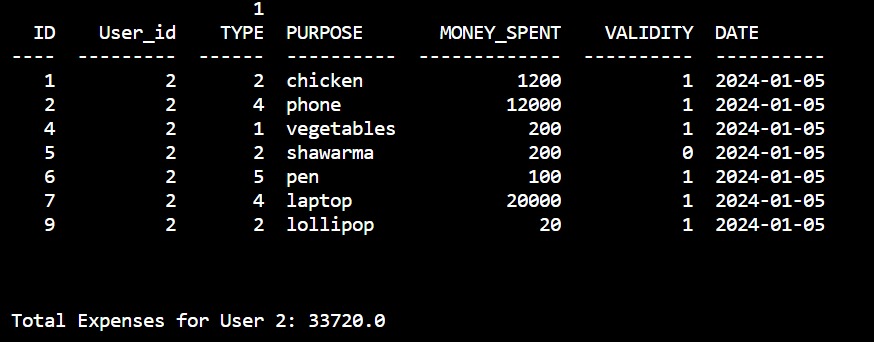 1
ID User_id TYPE PURPOSE MONEY_SPENT VALIDITY DATE
---- --------- ------ ---------- ------------- ---------- ----------
1 2 2 chicken 1200 1 2024-01-05
2 2 4 phone 12000 1 2024-01-05
4 2 1 vegetables 200 1 2024-01-05
5 2 2 shawarma 200 0 2024-01-05
6 2 5 pen 100 1 2024-01-05
7 2 4 laptop 20000 1 2024-01-05
9 2 2 lollipop 20 1 2024-01-05
Total Expenses for User 2: 33720.0